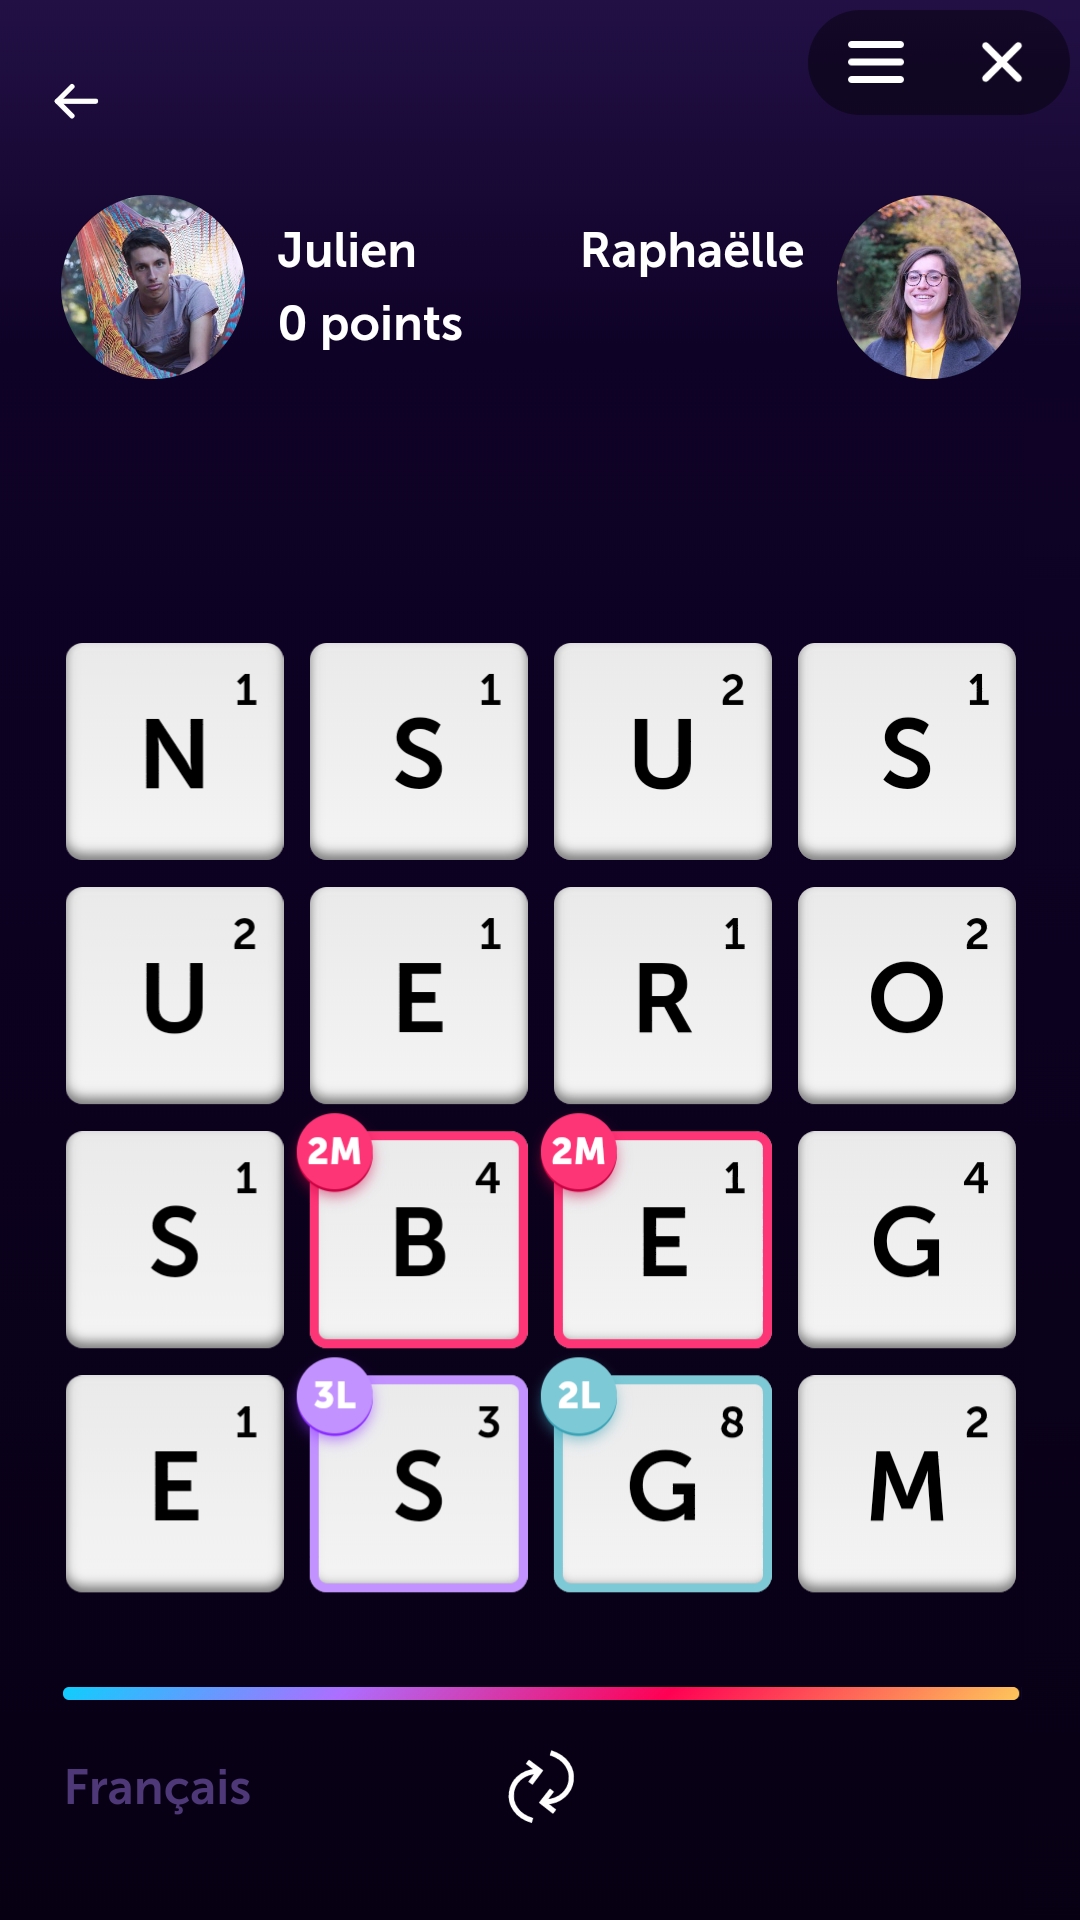 Julien
Raphaëlle
0 points
N 1 S 1 U 2 S 1
U 2 E 1 R 1 O 2
S 1 2M B 4 2M E 1 G 4
E 1 3L S 3 2L G 8 M 2
Français